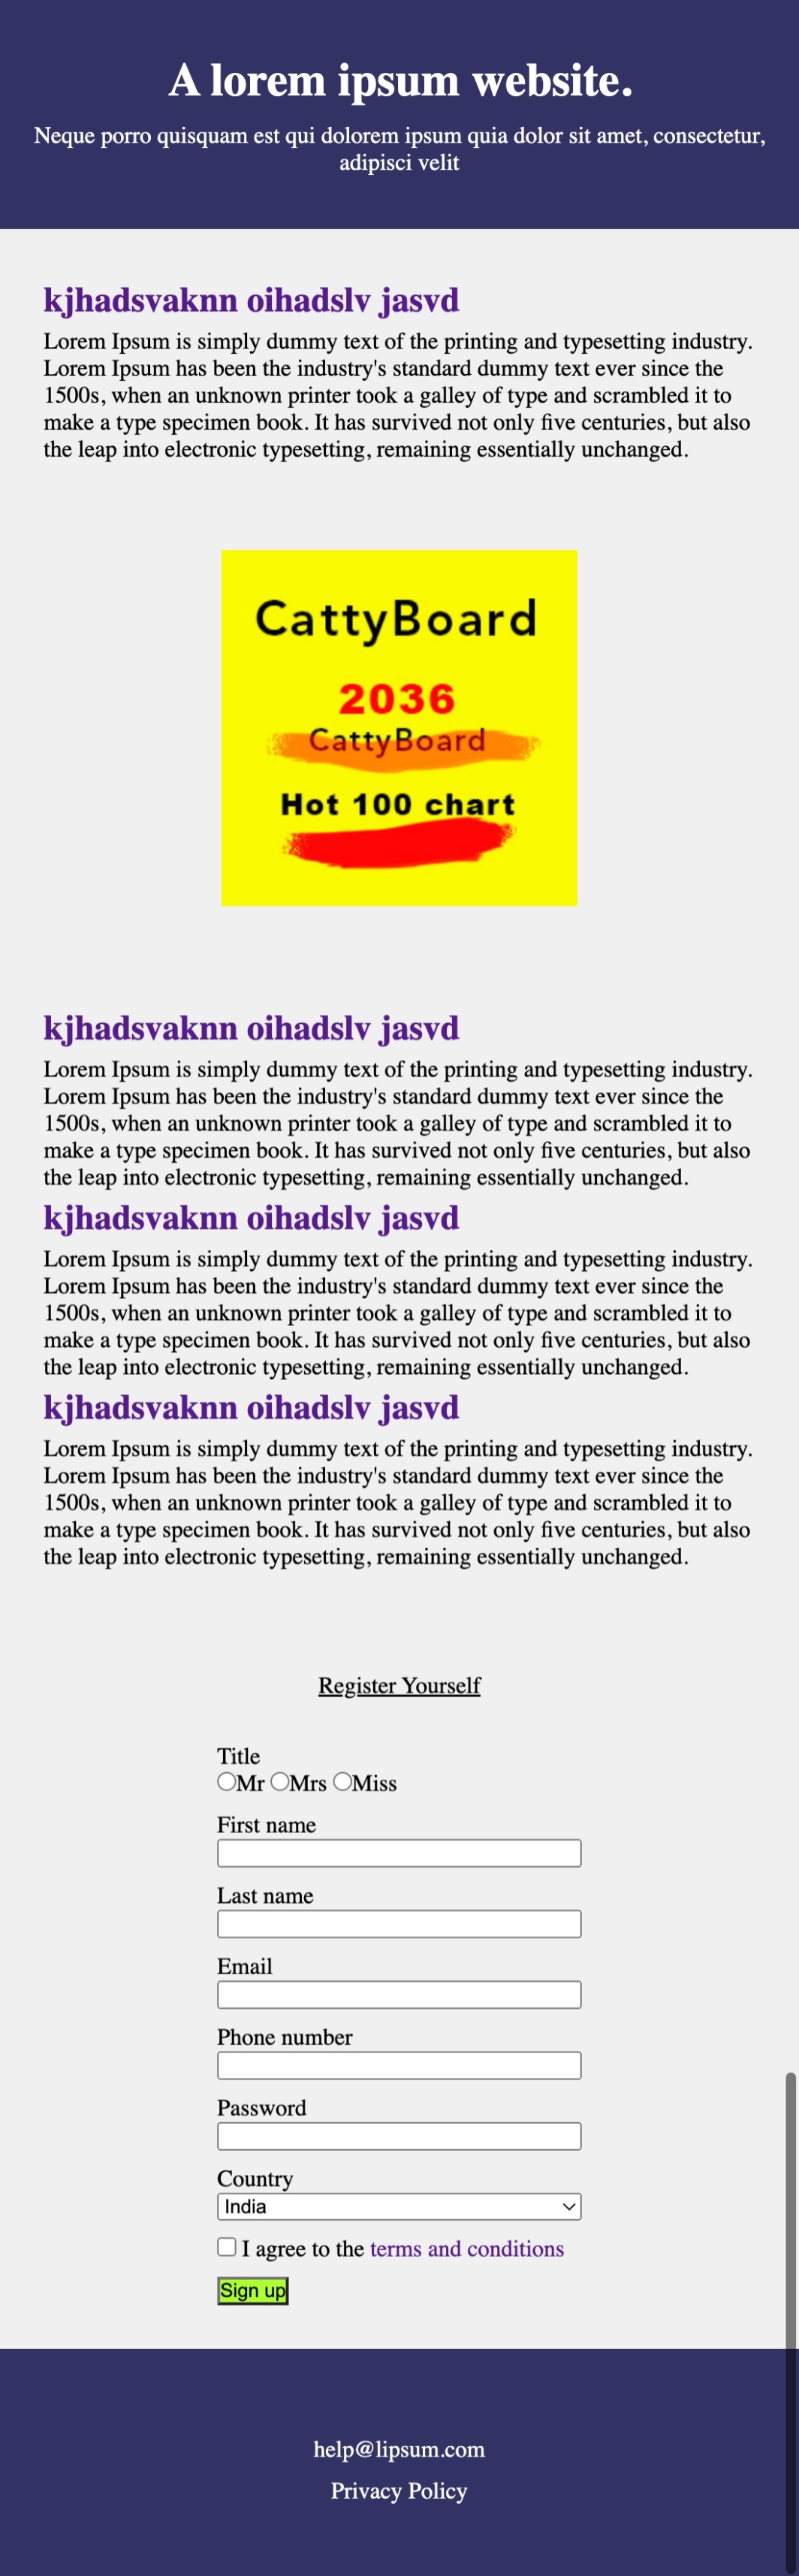 A lorem ipsum website.
Neque porro quisquam est qui dolorem ipsum quia dolor sit amet, consectetur,
adipisci velit
kjhadsvaknn oihadslv jasvd
Lorem Ipsum is simply dummy text of the printing and typesetting industry.
Lorem Ipsum has been the industry's standard dummy text ever since the
1500s, when an unknown printer took a galley of type and scrambled it to
make a type specimen book. It has survived not only five centuries, but also
the leap into electronic typesetting, remaining essentially unchanged.
CattyBoard
2036
CattyBoard
Hot 100 chart
kjhadsvaknn oihadslv jasvd
Lorem Ipsum is simply dummy text of the printing and typesetting industry.
Lorem Ipsum has been the industry's standard dummy text ever since the
1500s, when an unknown printer took a galley of type and scrambled it to
make a type specimen book. It has survived not only five centuries, but also
the leap into electronic typesetting, remaining essentially unchanged.
kjhadsvaknn oihadslv jasvd
Lorem Ipsum is simply dummy text of the printing and typesetting industry.
Lorem Ipsum has been the industry's standard dummy text ever since the
1500s, when an unknown printer took a galley of type and scrambled it to
make a type specimen book. It has survived not only five centuries, but also
the leap into electronic typesetting, remaining essentially unchanged.
kjhadsvaknn oihadslv jasvd
Lorem Ipsum is simply dummy text of the printing and typesetting industry.
Lorem Ipsum has been the industry's standard dummy text ever since the
1500s, when an unknown printer took a galley of type and scrambled it to
make a type specimen book. It has survived not only five centuries, but also
the leap into electronic typesetting, remaining essentially unchanged.
Register Yourself
Title
Mr Mrs Miss
First name
Last name
Email
Phone number
Password
Country
India
I agree to the terms and conditions
Sign up
help@lipsum.com
Privacy Policy